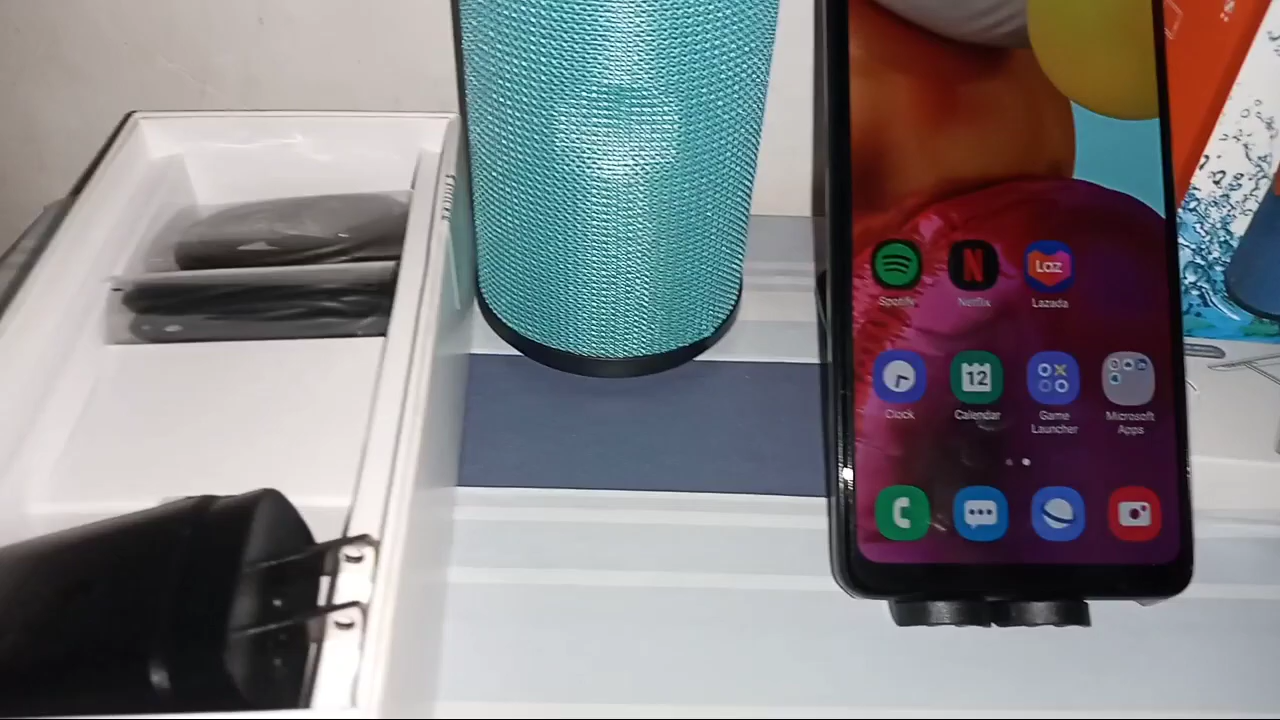 Spotify
Netflix
Laz
Lazada
Clock
12
Calendar
Game
Launcher
Microsoft
Apps